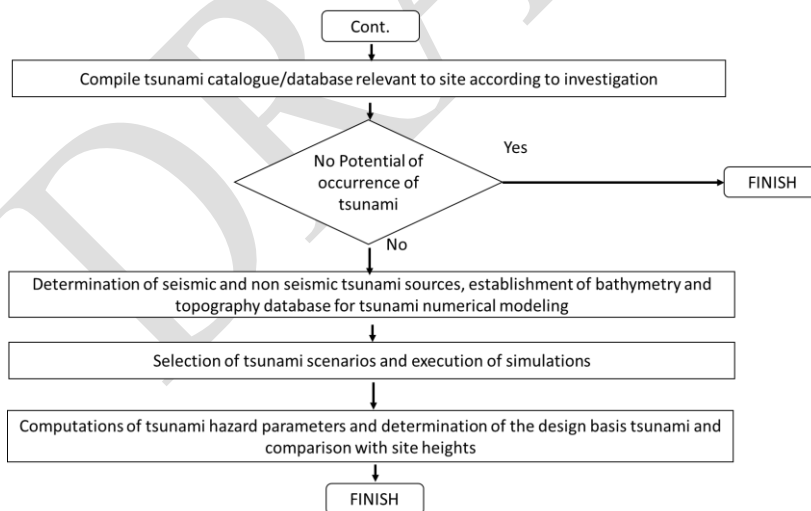 Cont.
Compile tsunami catalogue/database relevant to site according to investigation
No Potential of
occurrence of
tsunami
Yes
FINISH
No
Determination of seismic and non seismic tsunami sources, establishment of bathymetry and
topography database for tsunami numerical modeling
Selection of tsunami scenarios and execution of simulations
Computations of tsunami hazard parameters and determination of the design basis tsunami and
comparison with site heights
FINISH